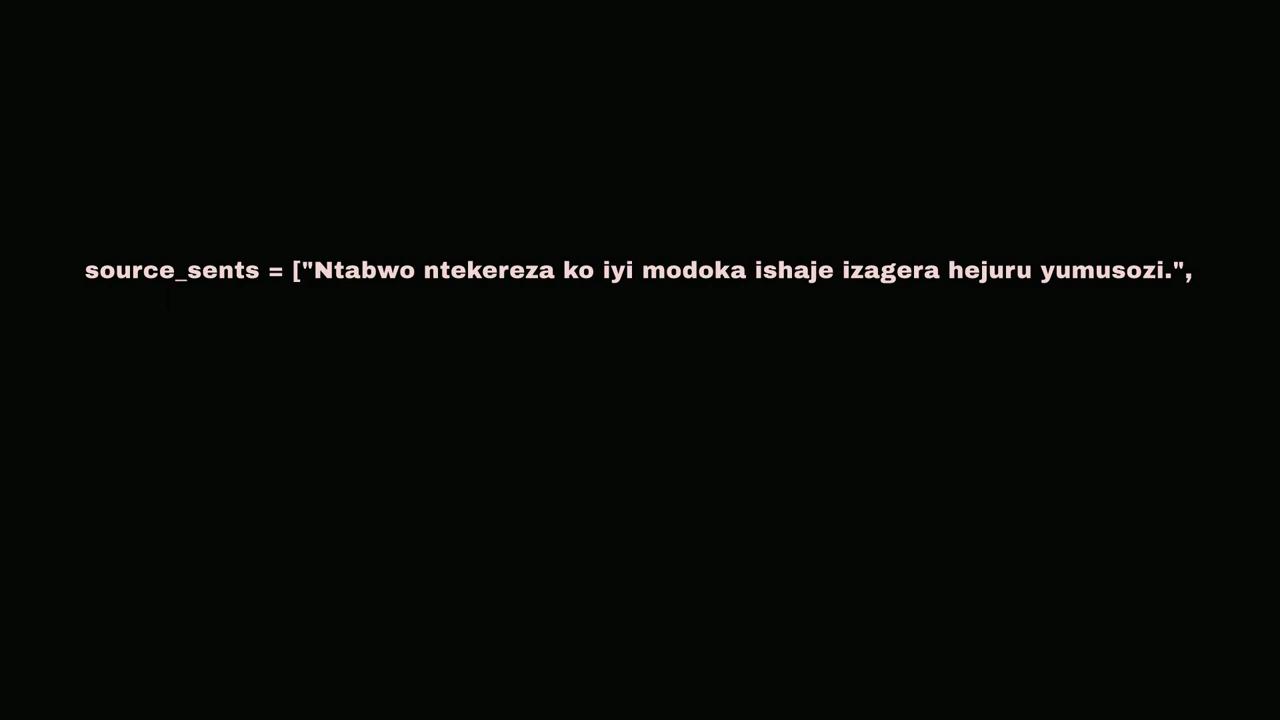 source_sents = ["Ntabwo ntekereza ko iyi modoka ishaje izagera hejuru yumusozi.",